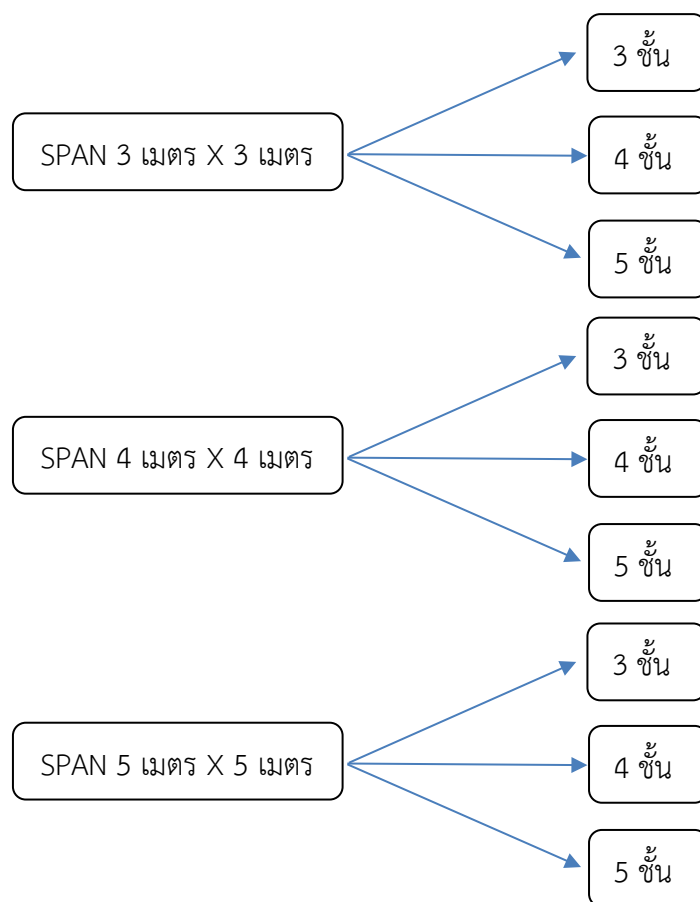 3 ชั้น
SPAN 3 เมตร X 3 เมตร
4 ชั้น
5 ชั้น
3 ชั้น
SPAN 4 เมตร X 4 เมตร
4 ชั้น
5 ชั้น
3 ชั้น
SPAN 5 เมตร X 5 เมตร
4 ชั้น
5 ชั้น